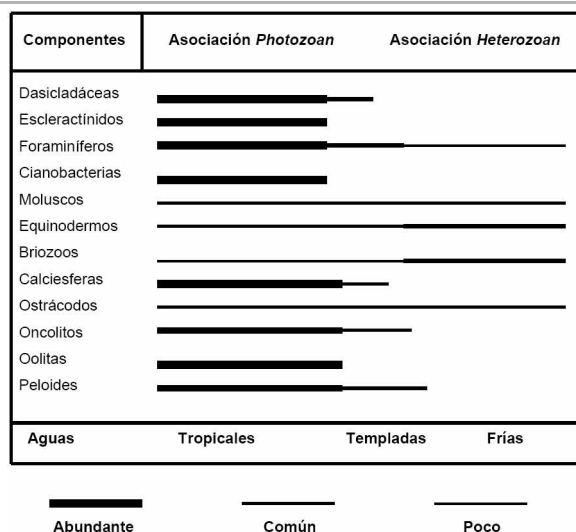 Componentes Asociación Photozoan Asociación Heterozoan
Dasicladáceas
Escleractínidos
Foraminíferos
Cianobacterias
Moluscos
Equinodermos
Briozoos
Calciesferas
Ostrácodos
Oncolitos
Oolitas
Peloides
Aguas Tropicales Templadas Frías
Abundante Común Poco